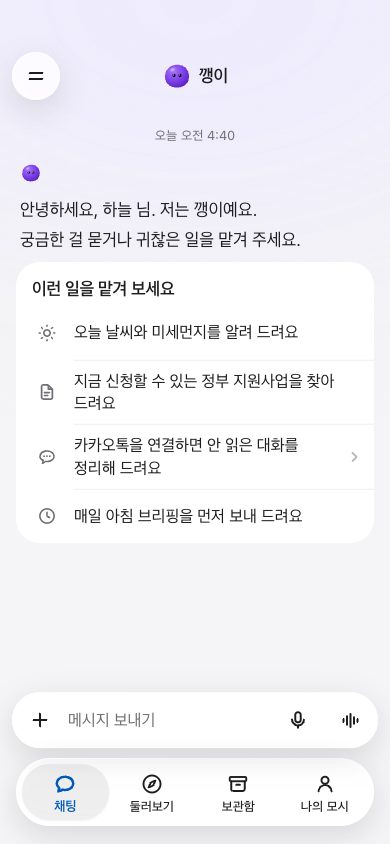 깽이
오늘 오전 4:40
안녕하세요, 하늘 님. 저는 깽이예요.
궁금한 걸 묻거나 귀찮은 일을 맡겨 주세요.
이런 일을 맡겨 보세요
오늘 날씨와 미세먼지를 알려 드려요
지금 신청할 수 있는 정부 지원사업을 찾아
드려요
카카오톡을 연결하면 안 읽은 대화를
정리해 드려요
매일 아침 브리핑을 먼저 보내 드려요
메시지 보내기
채팅
둘러보기
보관함
나의 모시